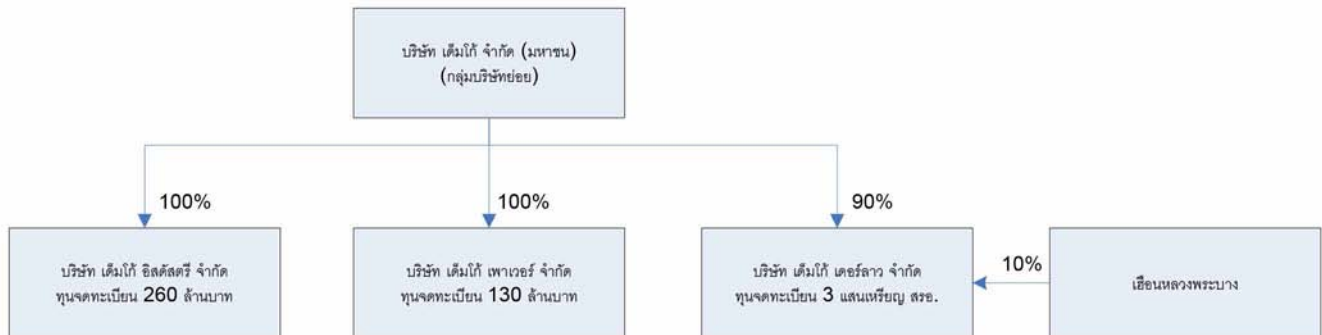 บริษัท เด็มโก้ จำกัด (มหาชน)
(กลุ่มบริษัทย่อย)
100%
100%
90%
บริษัท เด็มโก้ อิสดัสตรี จำกัด
ทุนจดทะเบียน 260 ล้านบาท
บริษัท เด็มโก้ เพาเวอร์ จำกัด
ทุนจดทะเบียน 130 ล้านบาท
บริษัท เด็มโก้ เดอร์ลาว จำกัด
ทุนจดทะเบียน 3 แสนเหรียญ สรอ.
10%
เฮือนหลวงพระบาง